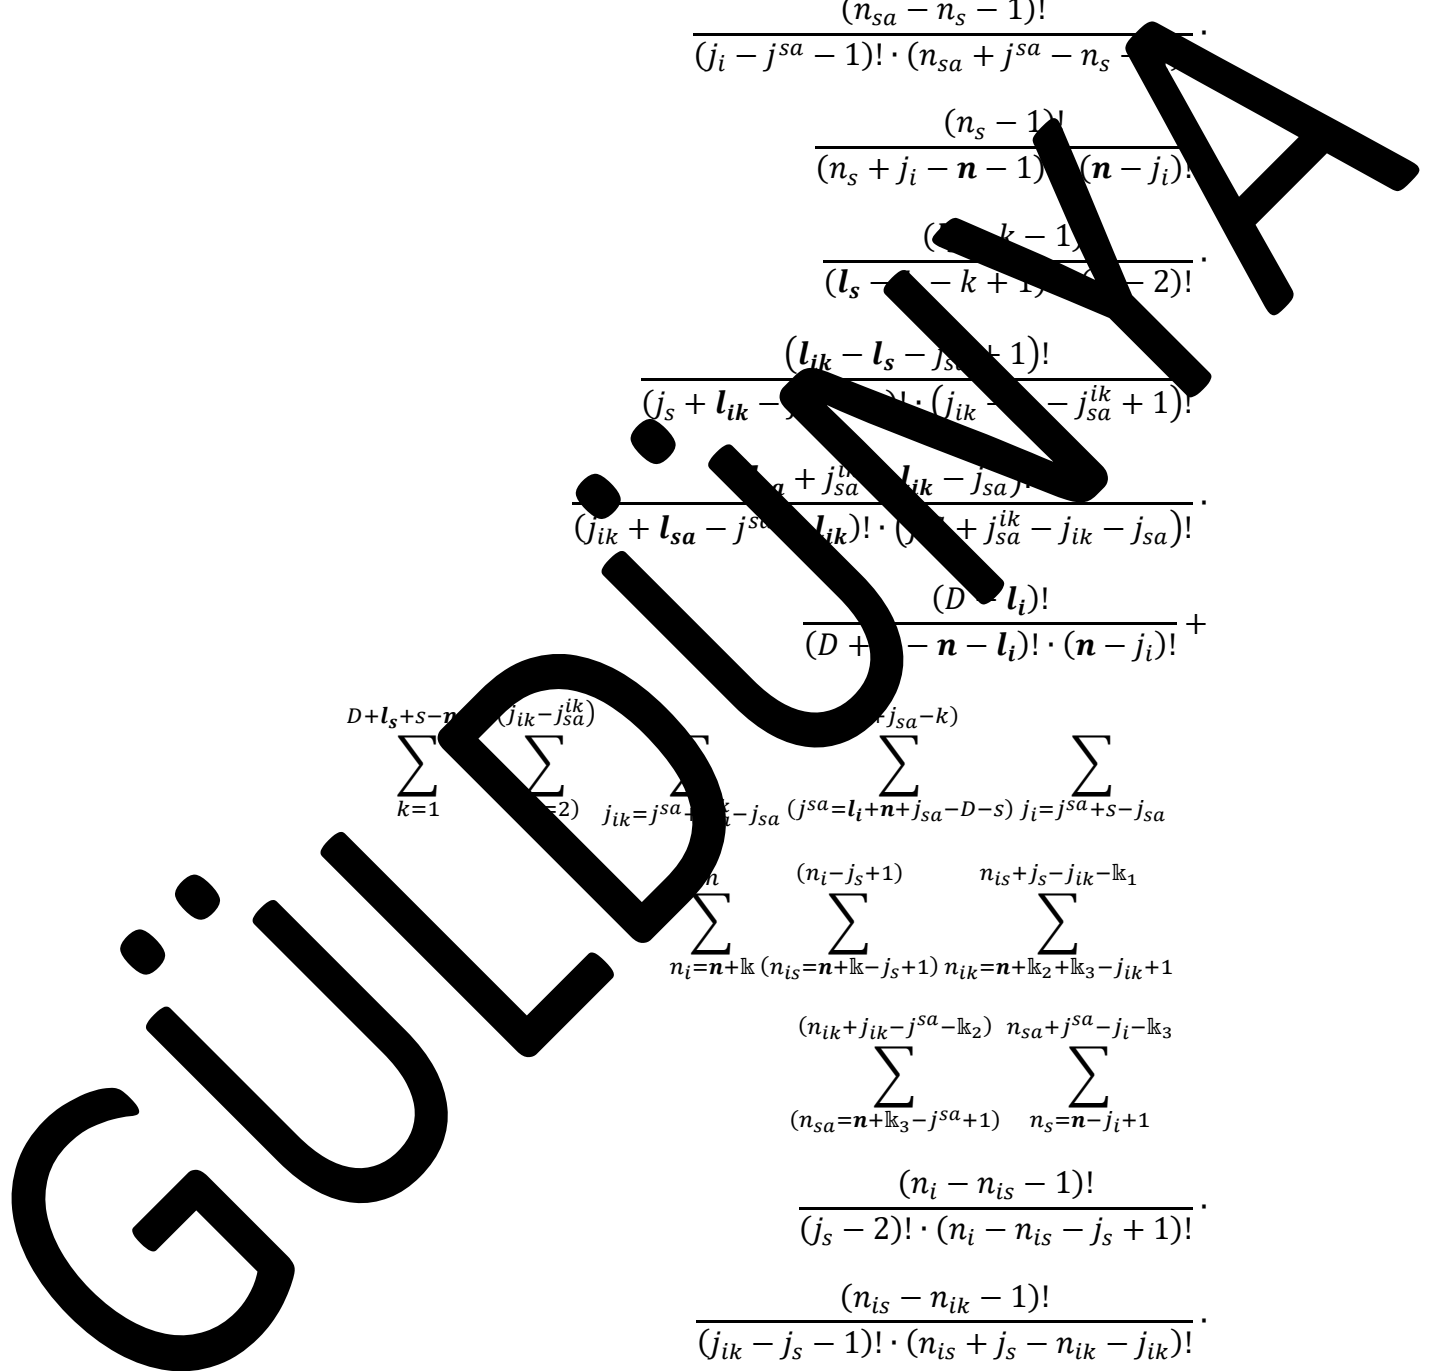 (n_{sa} − n_s − 1)!
(j_i − j^{sa} − 1)! · (n_{sa} + j^{sa} − n_s − ·
(n_s − 1)!
(n_s + j_i − n − 1) (n − j_i)!
( k − 1)
(l_s − − k + 1) − 2)! ·
(l_{ik} − l_s − + 1)!
(j_s + l_{ik} − )! · (j_{ik} − − j_{sa}^{ik} + 1)!
+ j_{sa}^{ik} l_{ik} − j_{sa})!
(j_{ik} + l_{sa} − j^{sa} l_{ik})! · ( + j_{sa}^{ik} − j_{ik} − j_{sa})! ·
(D − l_i)!
(D + − n − l_i)! · (n − j_i)! +
D+l_s+s−n (j_{ik}−j_{sa}^{ik}) +j_{sa}−k)
∑ ∑ ∑ ∑ ∑
k=1 =2) j_{ik}=j^{sa}+ −j_{sa} (j^{sa}=l_i+n+j_{sa}−D−s) j_i=j^{sa}+s−j_{sa}
n (n_i−j_s+1) n_{is}+j_s−j_{ik}−𝕜_1
∑ ∑ ∑
n_i=n+𝕜 (n_{is}=n+𝕜−j_s+1) n_{ik}=n+𝕜_2+𝕜_3−j_{ik}+1
(n_{ik}+j_{ik}−j^{sa}−𝕜_2) n_{sa}+j^{sa}−j_i−𝕜_3
∑ ∑
(n_{sa}=n+𝕜_3−j^{sa}+1) n_s=n−j_i+1
(n_i − n_{is} − 1)!
(j_s − 2)! · (n_i − n_{is} − j_s + 1)! ·
(n_{is} − n_{ik} − 1)!
(j_{ik} − j_s − 1)! · (n_{is} + j_s − n_{ik} − j_{ik})! ·
GÜLDÜNYA